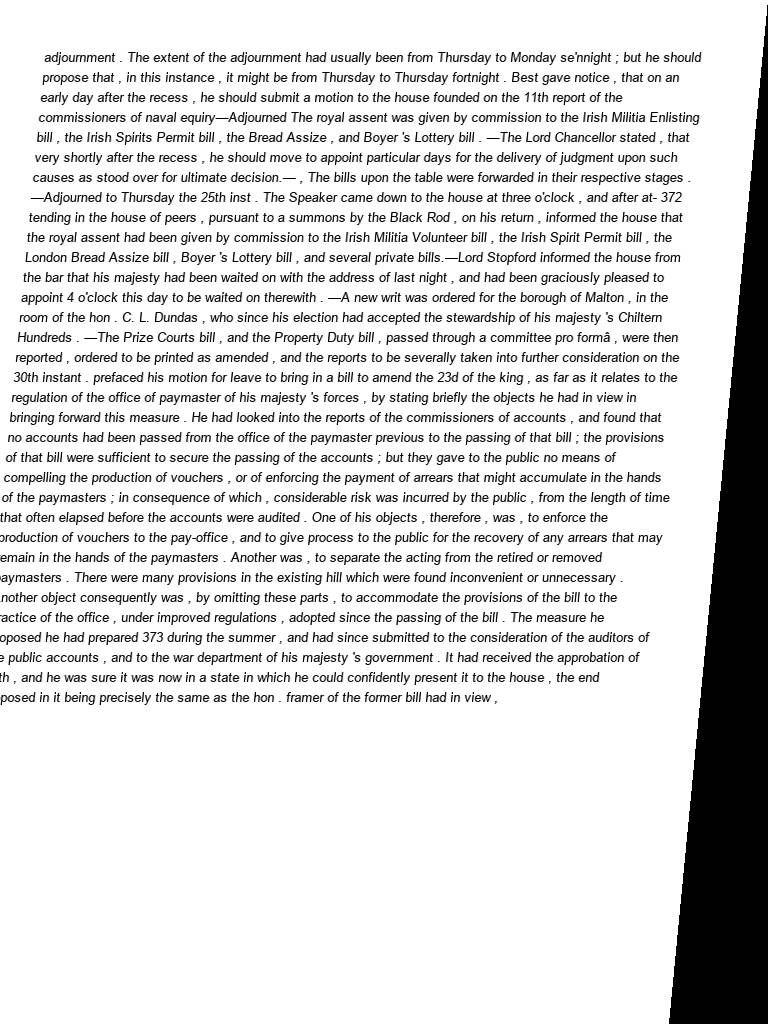 adjournment . The extent of the adjournment had usually been from Thursday to Monday se'nnight ; but he should
propose that , in this instance , it might be from Thursday to Thursday fortnight . Best gave notice , that on an
early day after the recess , he should submit a motion to the house founded on the 11th report of the
commissioners of naval equiry—Adjourned The royal assent was given by commission to the Irish Militia Enlisting
bill , the Irish Spirits Permit bill , the Bread Assize , and Boyer 's Lottery bill . —The Lord Chancellor stated , that
very shortly after the recess , he should move to appoint particular days for the delivery of judgment upon such
causes as stood over for ultimate decision.— , The bills upon the table were forwarded in their respective stages .
—Adjourned to Thursday the 25th inst . The Speaker came down to the house at three o'clock , and after at- 372
tending in the house of peers , pursuant to a summons by the Black Rod , on his return , informed the house that
the royal assent had been given by commission to the Irish Militia Volunteer bill , the Irish Spirit Permit bill , the
London Bread Assize bill , Boyer 's Lottery bill , and several private bills.—Lord Stopford informed the house from
the bar that his majesty had been waited on with the address of last night , and had been graciously pleased to
appoint 4 o'clock this day to be waited on therewith . —A new writ was ordered for the borough of Malton , in the
room of the hon . C. L. Dundas , who since his election had accepted the stewardship of his majesty 's Chiltern
Hundreds . —The Prize Courts bill , and the Property Duty bill , passed through a committee pro formâ , were then
reported , ordered to be printed as amended , and the reports to be severally taken into further consideration on the
30th instant . prefaced his motion for leave to bring in a bill to amend the 23d of the king , as far as it relates to the
regulation of the office of paymaster of his majesty 's forces , by stating briefly the objects he had in view in
bringing forward this measure . He had looked into the reports of the commissioners of accounts , and found that
no accounts had been passed from the office of the paymaster previous to the passing of that bill ; the provisions
of that bill were sufficient to secure the passing of the accounts ; but they gave to the public no means of
compelling the production of vouchers , or of enforcing the payment of arrears that might accumulate in the hands
of the paymasters ; in consequence of which , considerable risk was incurred by the public , from the length of time
that often elapsed before the accounts were audited . One of his objects , therefore , was , to enforce the
production of vouchers to the pay-office , and to give process to the public for the recovery of any arrears that may
emain in the hands of the paymasters . Another was , to separate the acting from the retired or removed
aymasters . There were many provisions in the existing hill which were found inconvenient or unnecessary .
nother object consequently was , by omitting these parts , to accommodate the provisions of the bill to the
ractice of the office , under improved regulations , adopted since the passing of the bill . The measure he
oposed he had prepared 373 during the summer , and had since submitted to the consideration of the auditors of
e public accounts , and to the war department of his majesty 's government . It had received the approbation of
th , and he was sure it was now in a state in which he could confidently present it to the house , the end
posed in it being precisely the same as the hon . framer of the former bill had in view ,